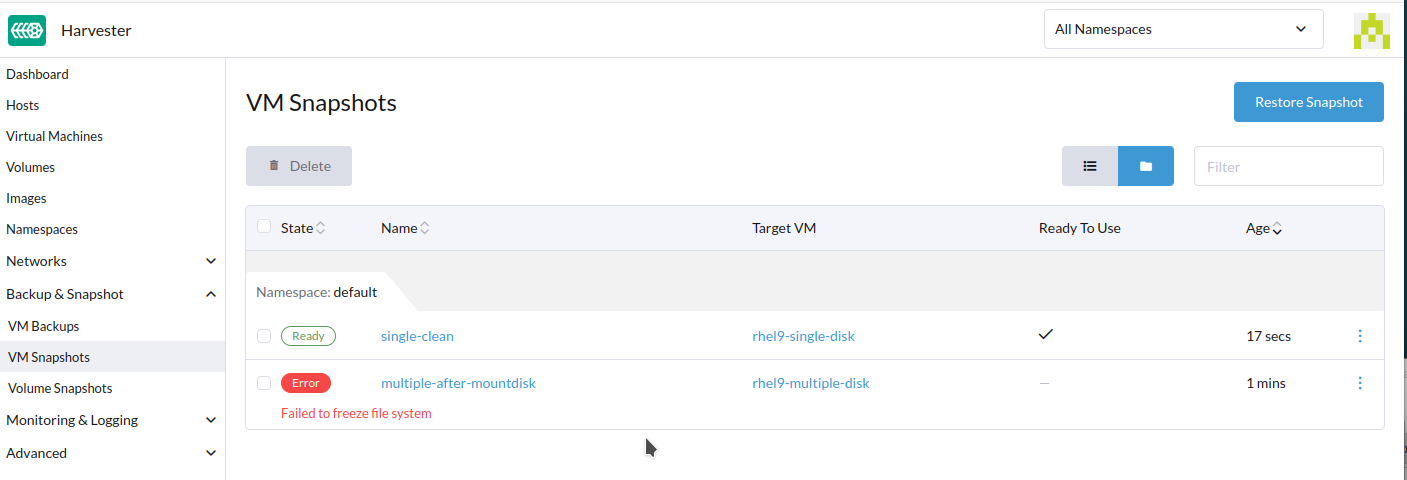 Harvester
All Namespaces
Dashboard
Hosts
Virtual Machines
Volumes
Images
Namespaces
Networks
Backup & Snapshot
VM Backups
VM Snapshots
Volume Snapshots
Monitoring & Logging
Advanced
VM Snapshots
Restore Snapshot
Delete
Filter
State Name Target VM Ready To Use Age
Namespace: default
Ready single-clean rhel9-single-disk 17 secs
Error multiple-after-mountdisk rhel9-multiple-disk — 1 mins
Failed to freeze file system